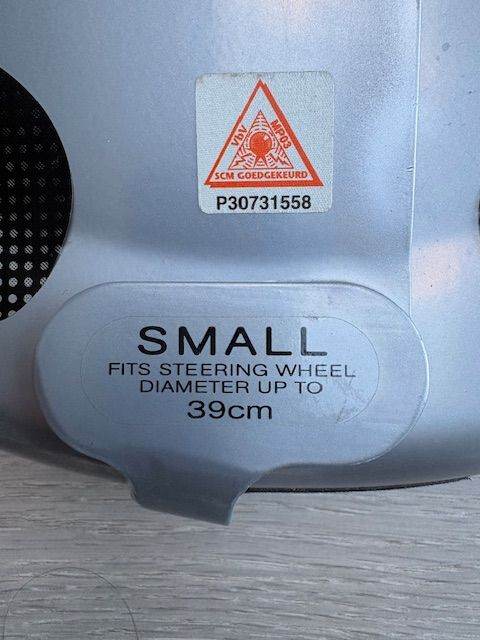 VbV MP03
SCM GOEDGEKEURD
P30731558
SMALL
FITS STEERING WHEEL
DIAMETER UP TO
39cm